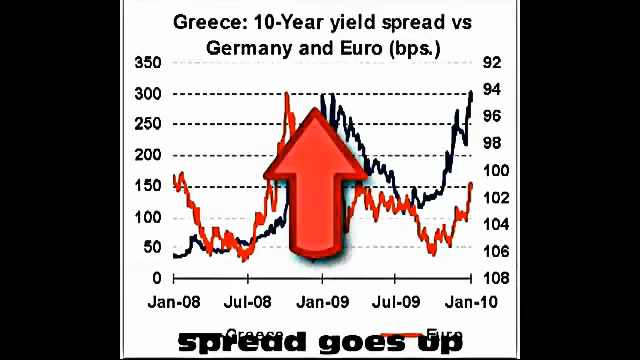 Greece: 10-Year yield spread vs
Germany and Euro (bps.)
350 92
300 94
250 96
98
200 100
150 102
100 104
50 106
0 108
Jan-08 Jul-08 Jan-09 Jul-09 Jan-10
Greece Euro
spread goes up